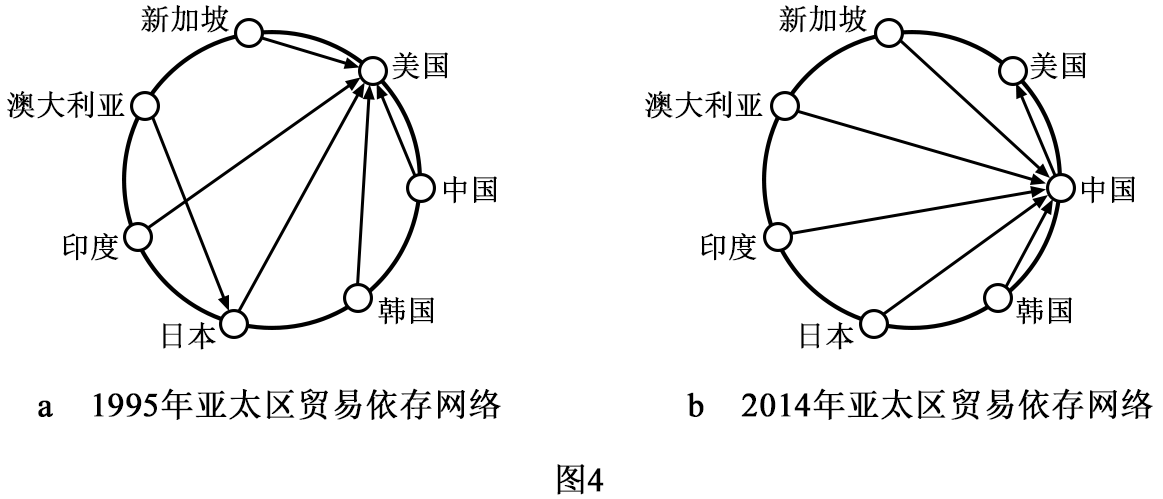 新加坡
美国
澳大利亚
中国
印度
韩国
日本
a 1995年亚太区贸易依存网络
新加坡
美国
澳大利亚
中国
印度
韩国
日本
b 2014年亚太区贸易依存网络
图4